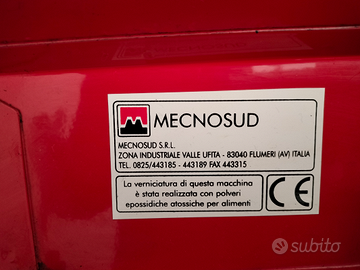 MECNOSUD
MECNOSUD S.R.L.
ZONA INDUSTRIALE VALLE UFITA - 83040 FLUMERI (AV) ITALIA
TEL. 0825/443185 - 443189 FAX 443315
La verniciatura di questa macchina
è stata realizzata con polveri
epossidiche atossiche per alimenti
CE
subito